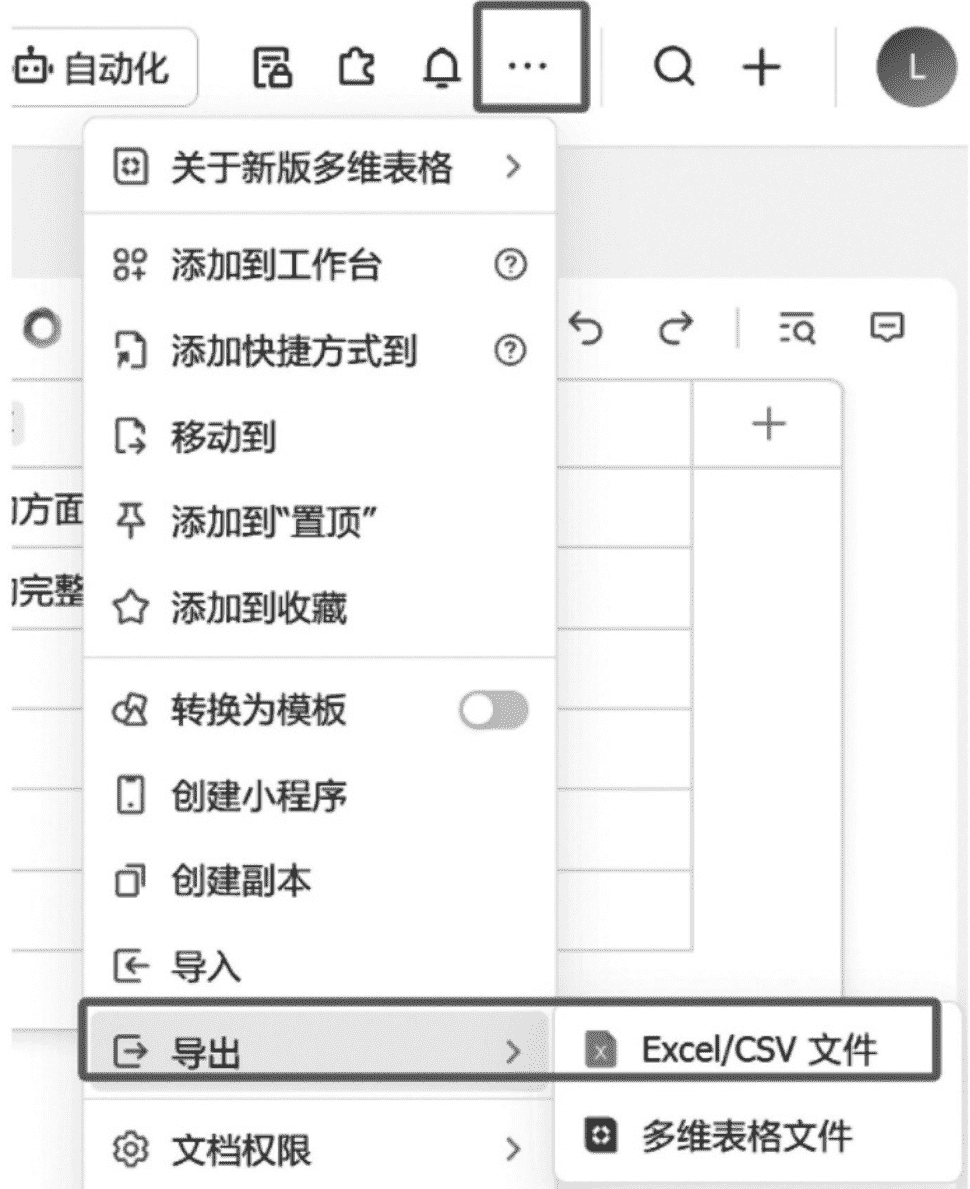 自动化
L
关于新版多维表格
添加到工作台
添加快捷方式到
移动到
添加到“置顶”
方面
添加到收藏
完整
转换为模板
创建小程序
创建副本
导入
导出
Excel/CSV 文件
文档权限
多维表格文件